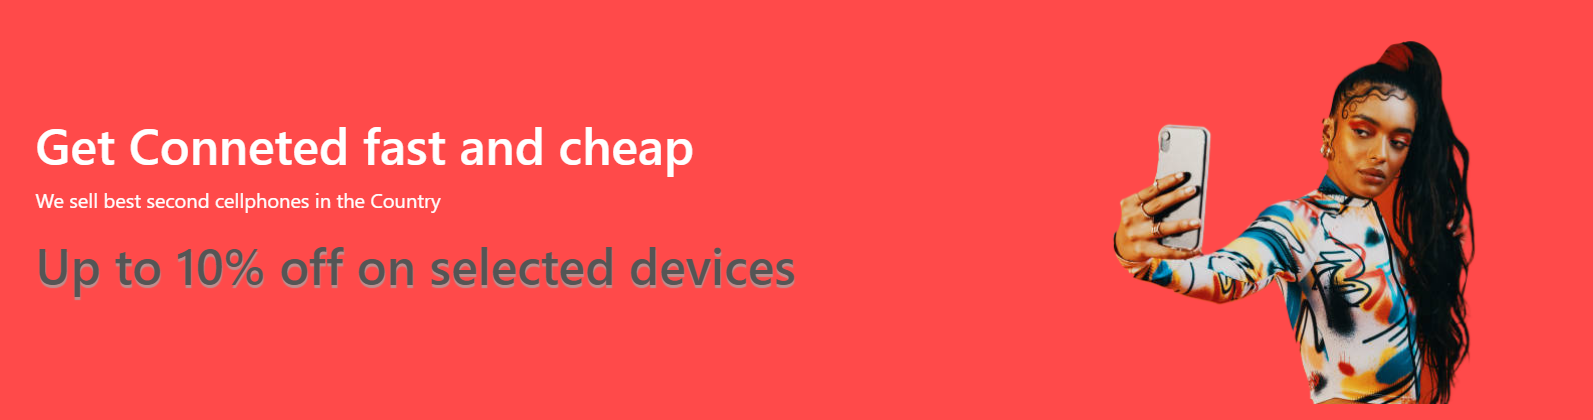 Get Conneted fast and cheap
We sell best second cellphones in the Country
Up to 10% off on selected devices